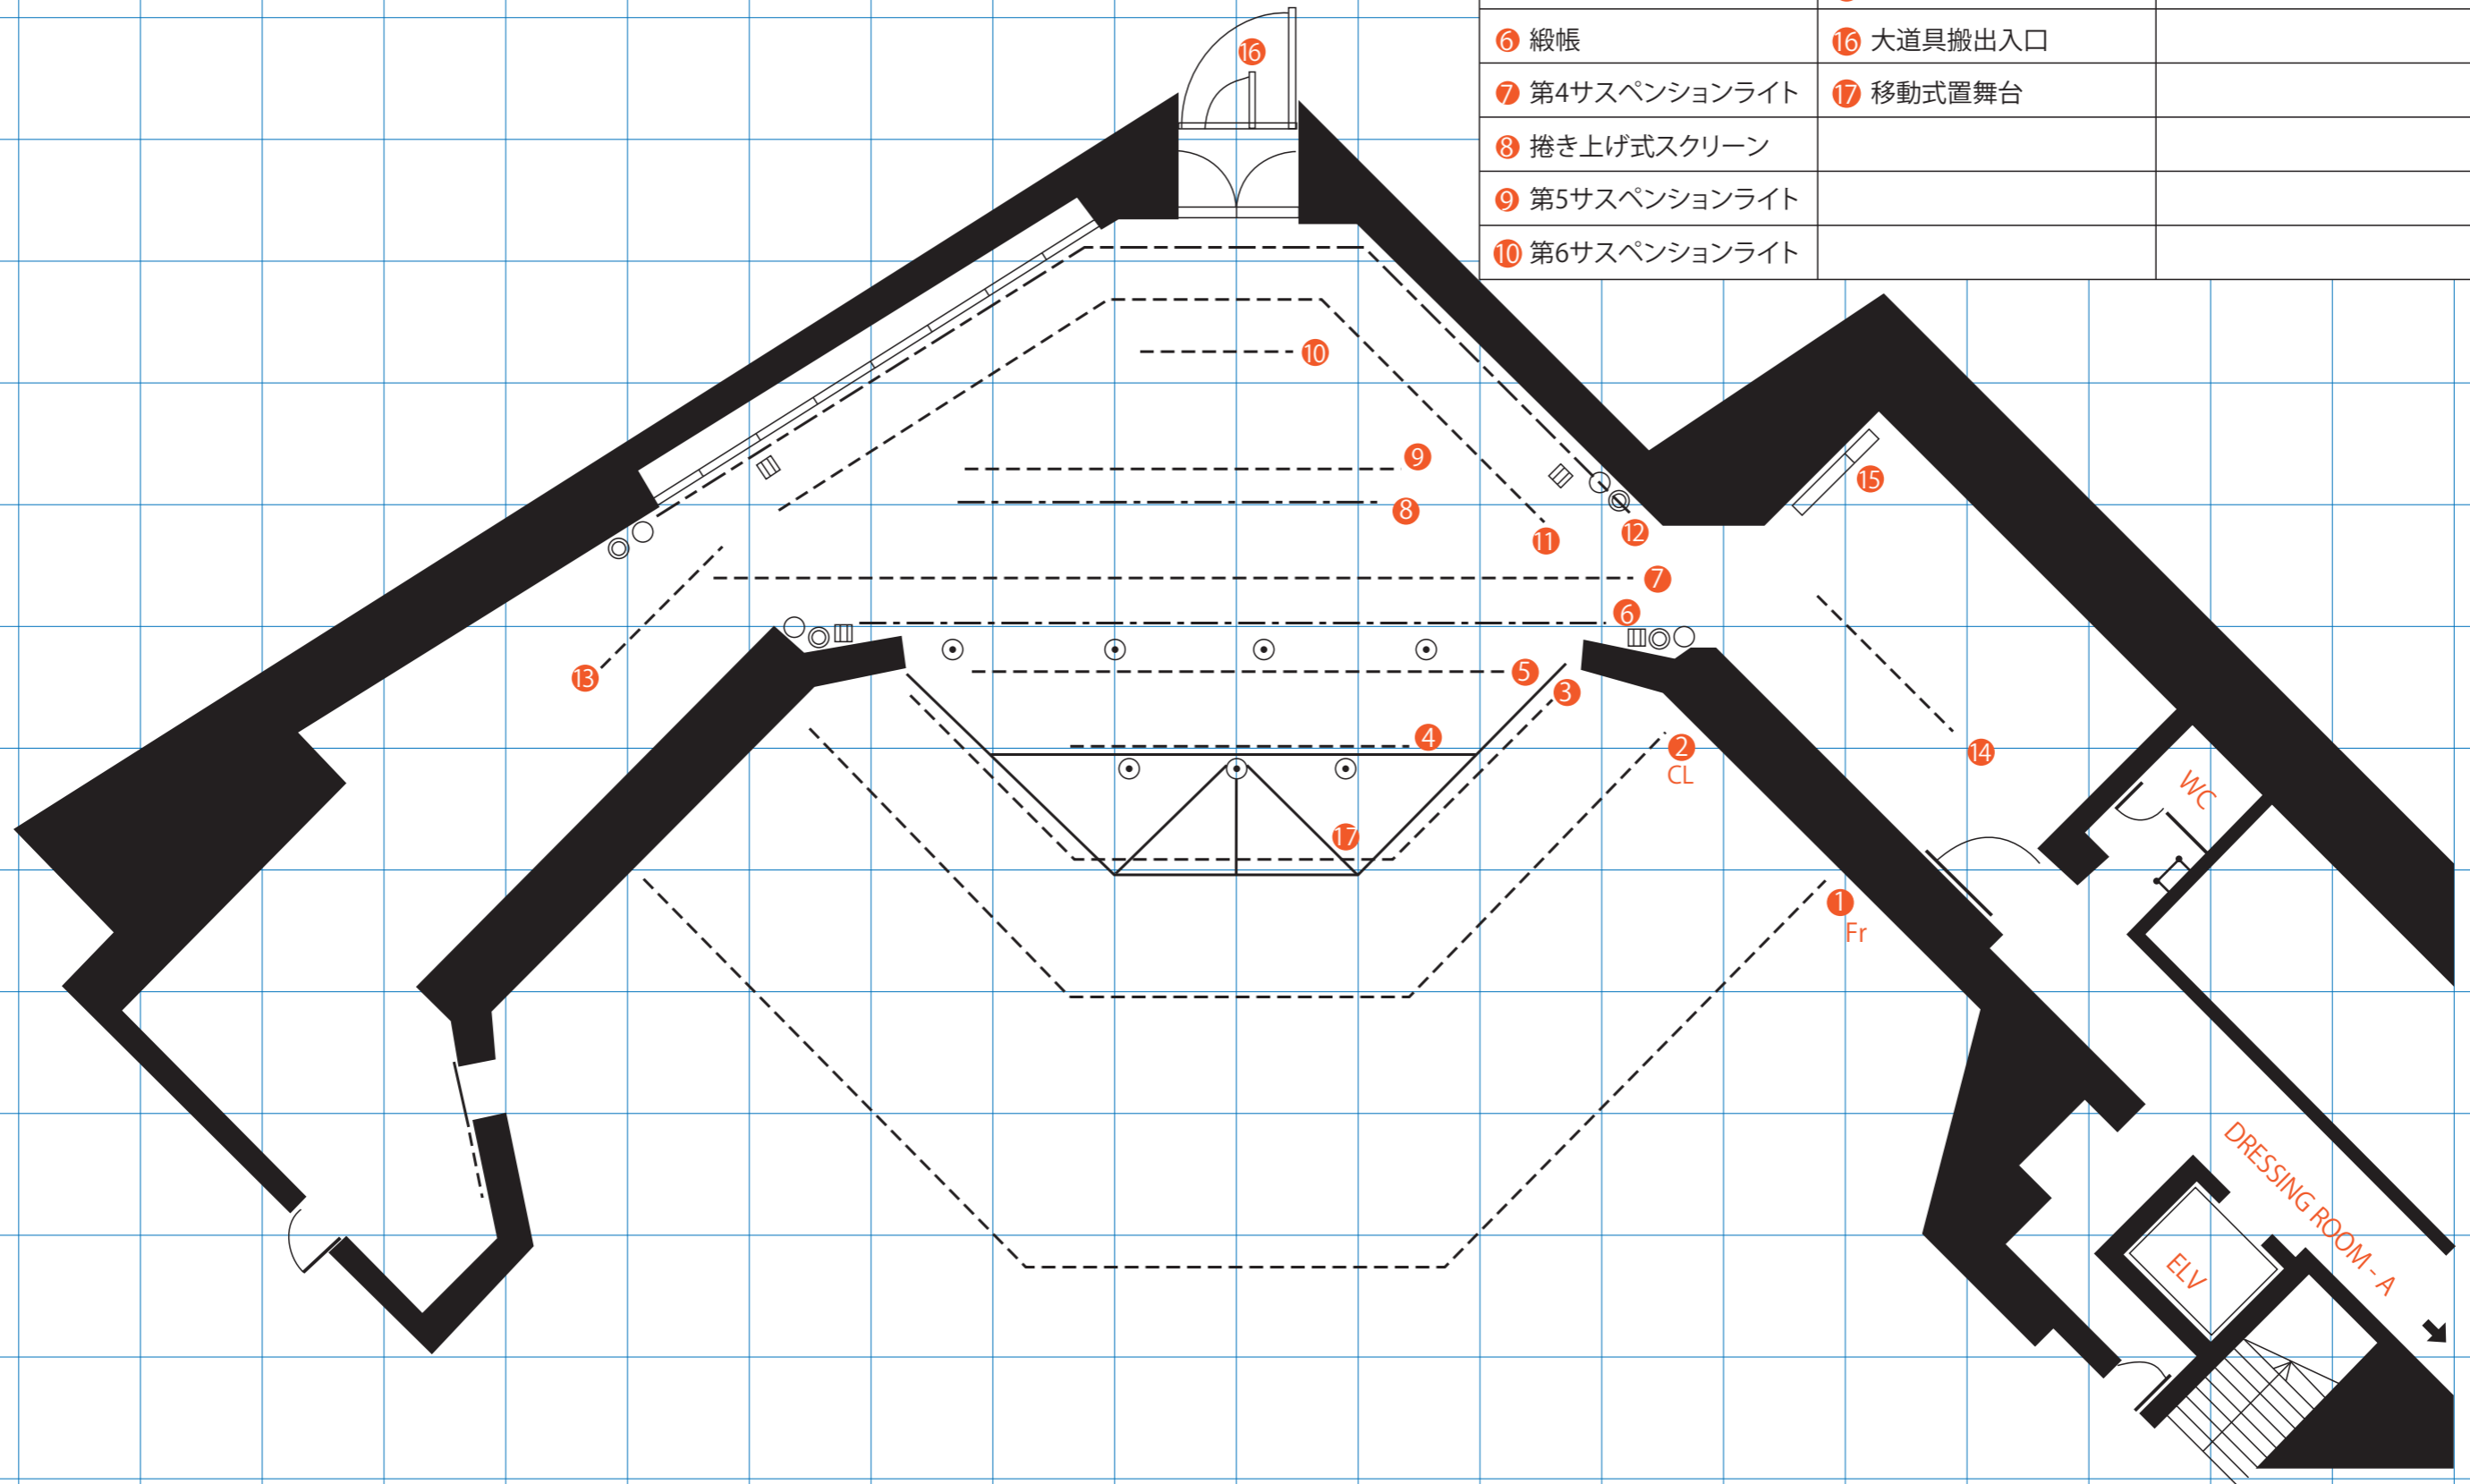 ⑥ 緞帳
⑯ 大道具搬出入口
⑦ 第4サスペンションライト
⑰ 移動式置舞台
⑧ 捲き上げ式スクリーン
⑨ 第5サスペンションライト
⑩ 第6サスペンションライト
16
10
9
8
11
12
15
7
6
13
5
3
4
2
CL
14
WC
17
1
Fr
DRESSING ROOM - A
ELV